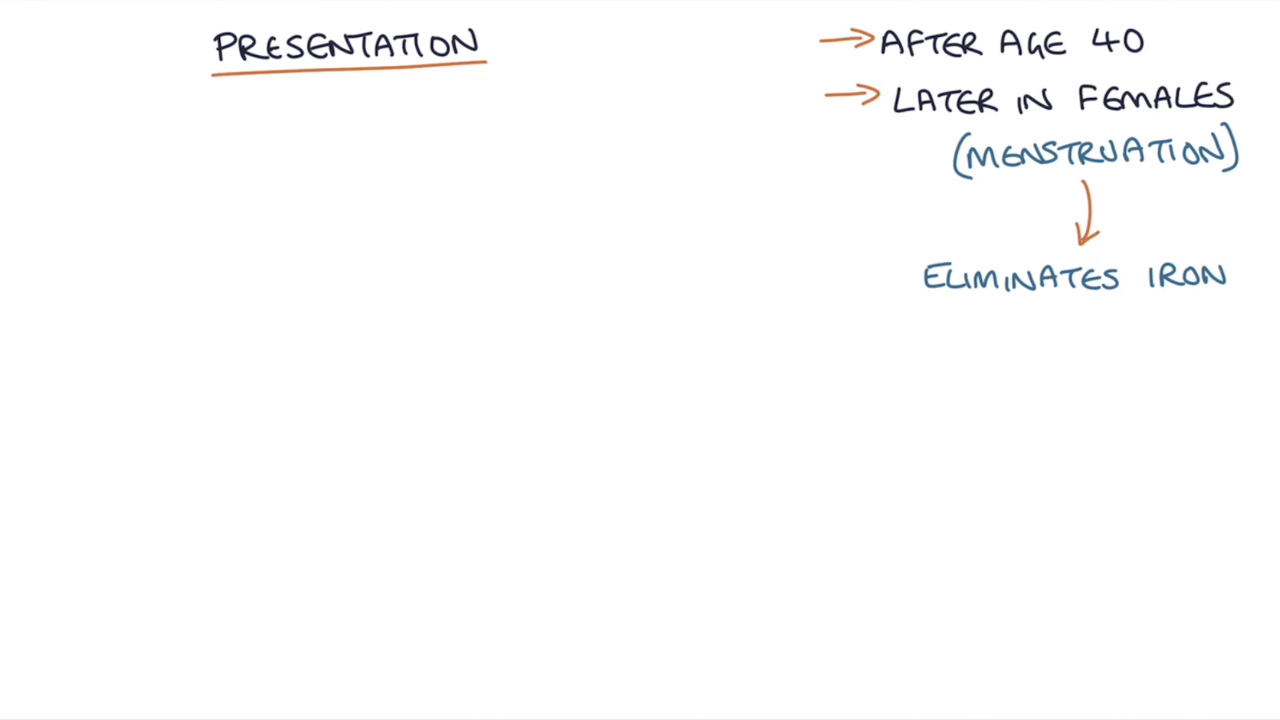 PRESENTATION
→ AFTER AGE 40
→ LATER IN FEMALES
(MENSTRUATION)
ELIMINATES IRON